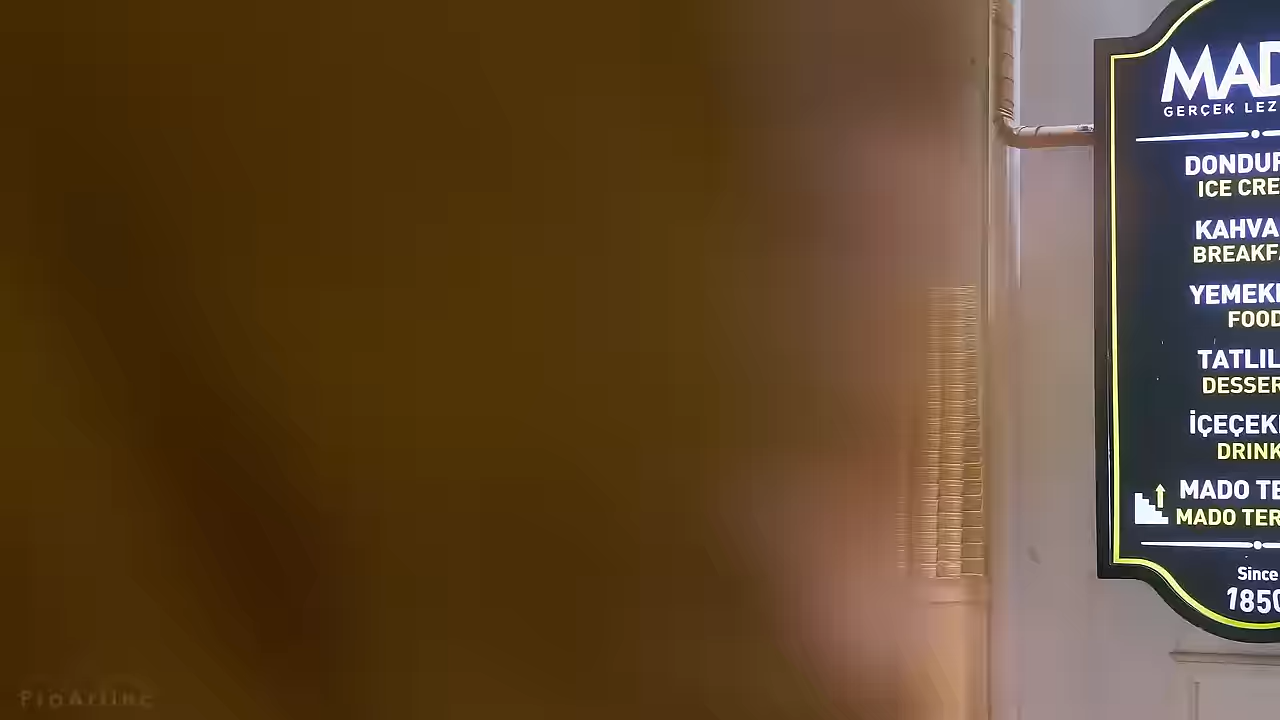 MAD
GERÇEK LEZ
DONDUR
ICE CRE
KAHVA
BREAKFA
YEMEK
FOOD
TATLIL
DESSER
İÇEÇEK
DRINK
MADO TE
MADO TER
Since
1850